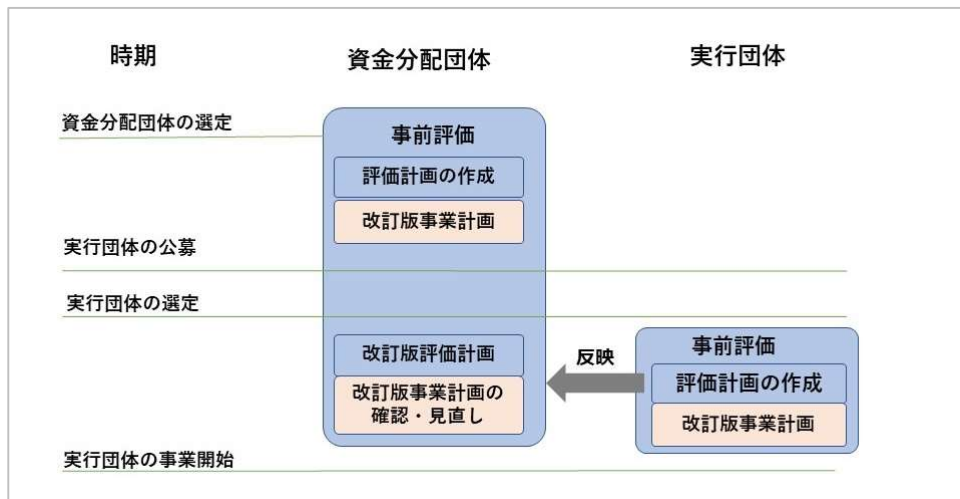 時期
資金分配団体
実行団体
資金分配団体の選定
事前評価
評価計画の作成
改訂版事業計画
実行団体の公募
実行団体の選定
改訂版評価計画
改訂版事業計画の
確認・見直し
反映
事前評価
評価計画の作成
改訂版事業計画
実行団体の事業開始